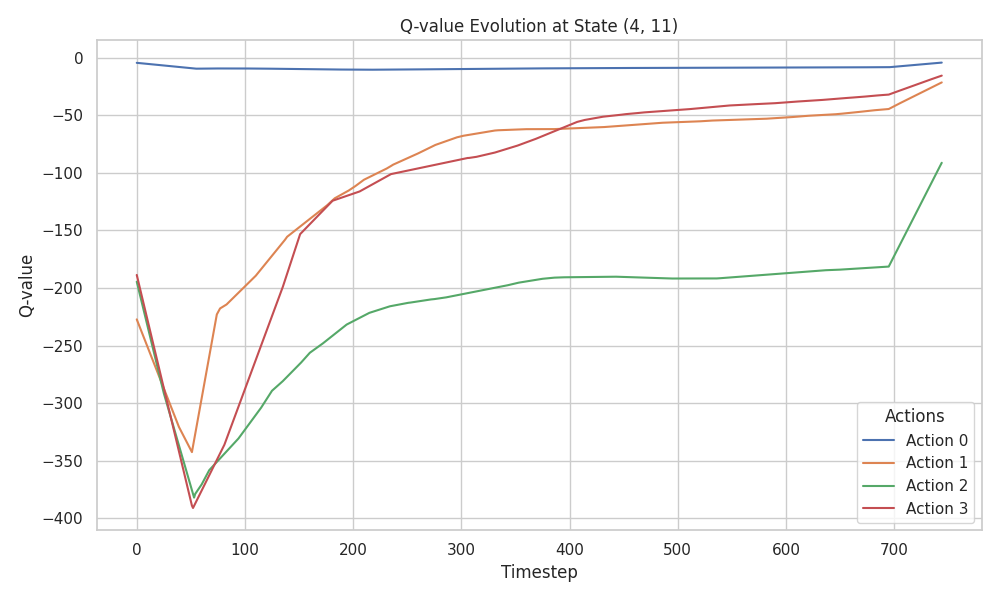 Q-value Evolution at State (4, 11)
Q-value
0
−50
−100
−150
−200
−250
−300
−350
−400
0 100 200 300 400 500 600 700
Timestep
Actions
Action 0
Action 1
Action 2
Action 3